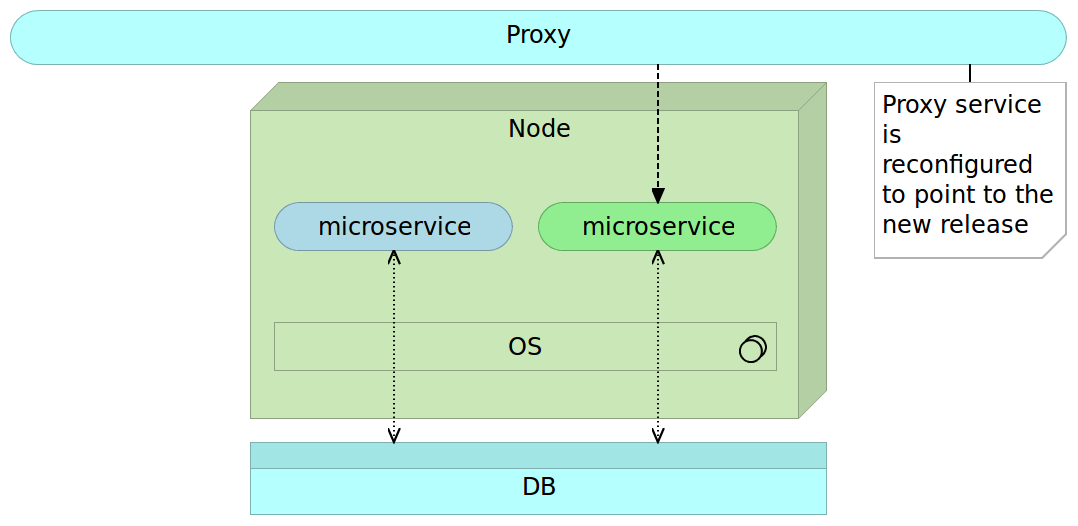 Proxy
Proxy service
is
reconfigured
to point to the
new release
Node
microservice
microservice
OS
DB